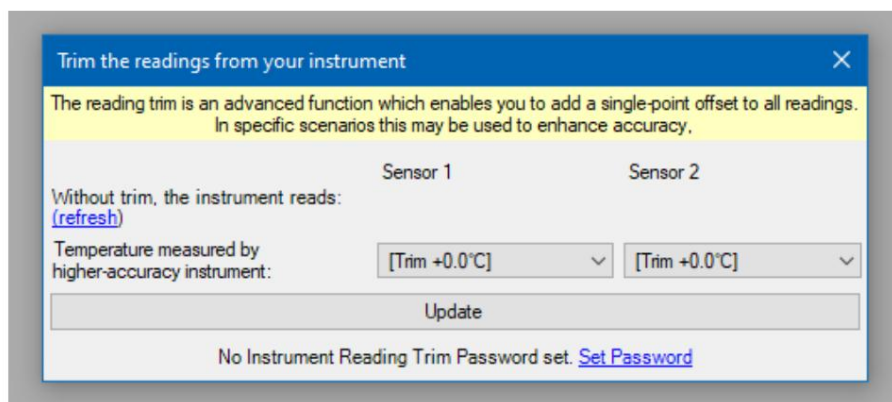 Trim the readings from your instrument
The reading trim is an advanced function which enables you to add a single-point offset to all readings.
In specific scenarios this may be used to enhance accuracy,
Sensor 1 Sensor 2
Without trim, the instrument reads:
(refresh)
Temperature measured by
higher-accuracy instrument:
[Trim +0.0°C] [Trim +0.0°C]
Update
No Instrument Reading Trim Password set. Set Password